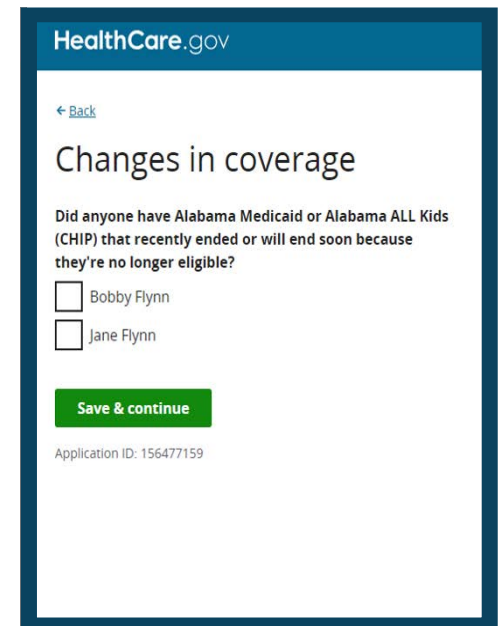 HealthCare.gov
← Back
Changes in coverage
Did anyone have Alabama Medicaid or Alabama ALL Kids
(CHIP) that recently ended or will end soon because
they're no longer eligible?
Bobby Flynn
Jane Flynn
Save & continue
Application ID: 156477159